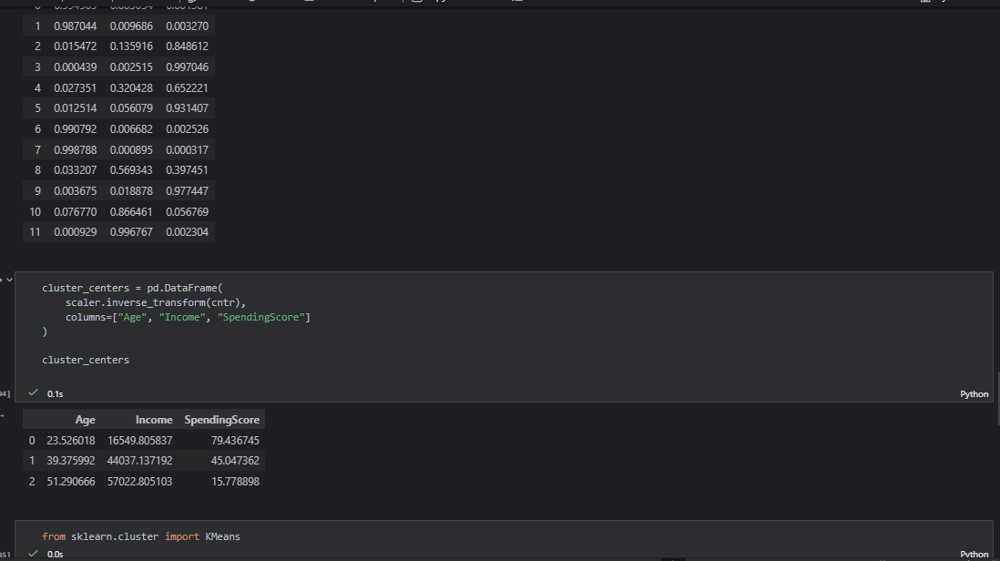 1 0.987044 0.009686 0.003270
2 0.015472 0.135916 0.848612
3 0.000439 0.002515 0.997046
4 0.027351 0.320428 0.652221
5 0.012514 0.056079 0.931407
6 0.990792 0.006682 0.002526
7 0.998788 0.000895 0.000317
8 0.033207 0.569343 0.397451
9 0.003675 0.018878 0.977447
10 0.076770 0.866461 0.056769
11 0.000929 0.996767 0.002304
cluster_centers = pd.DataFrame(
    scaler.inverse_transform(cntr),
    columns=["Age", "Income", "SpendingScore"]
)
cluster_centers
0.1s
Python
Age Income SpendingScore
0 23.526018 16549.805837 79.436745
1 39.375992 44037.137192 45.047362
2 51.290666 57022.805103 15.778898
from sklearn.cluster import KMeans
0.0s
Python